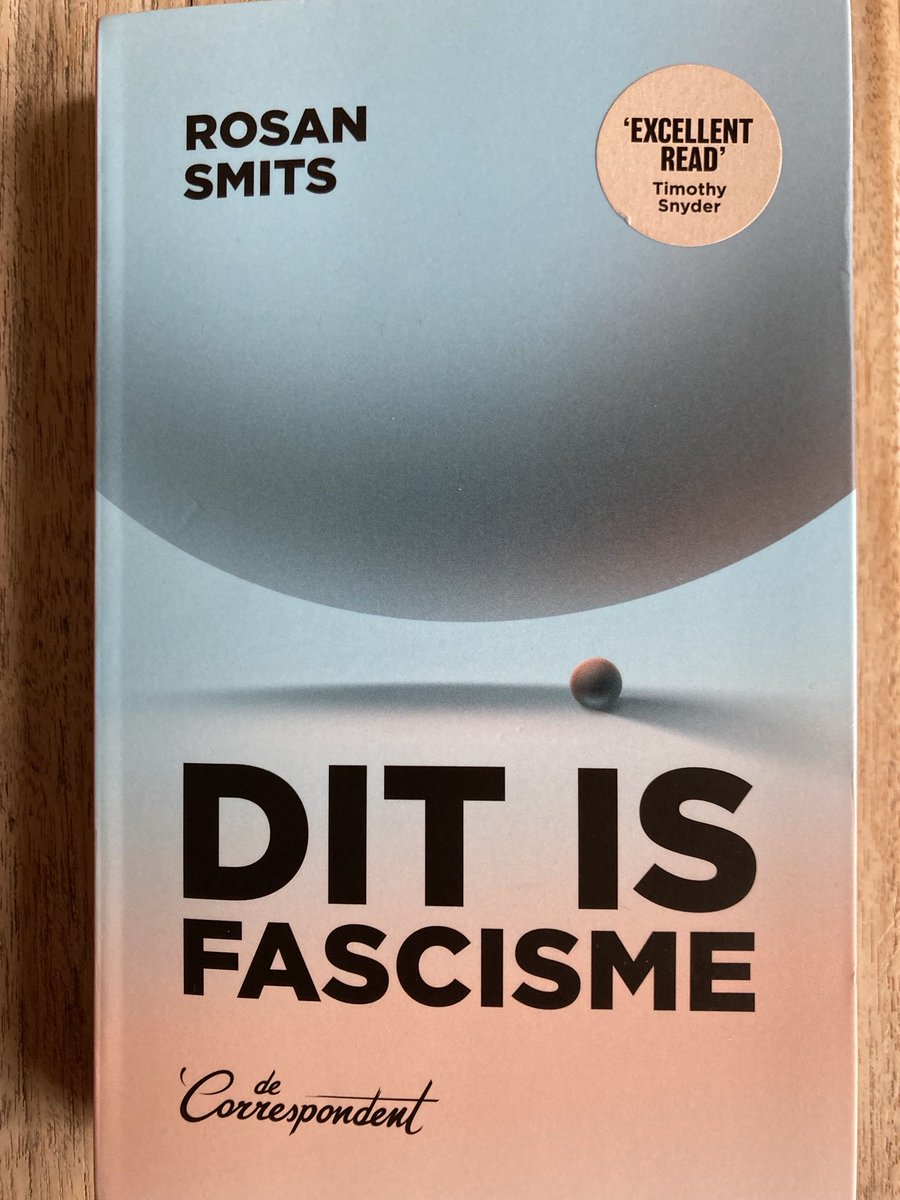 ROSAN
SMITS
‘EXCELLENT
READ’
Timothy
Snyder
DIT IS
FASCISME
de
Correspondent